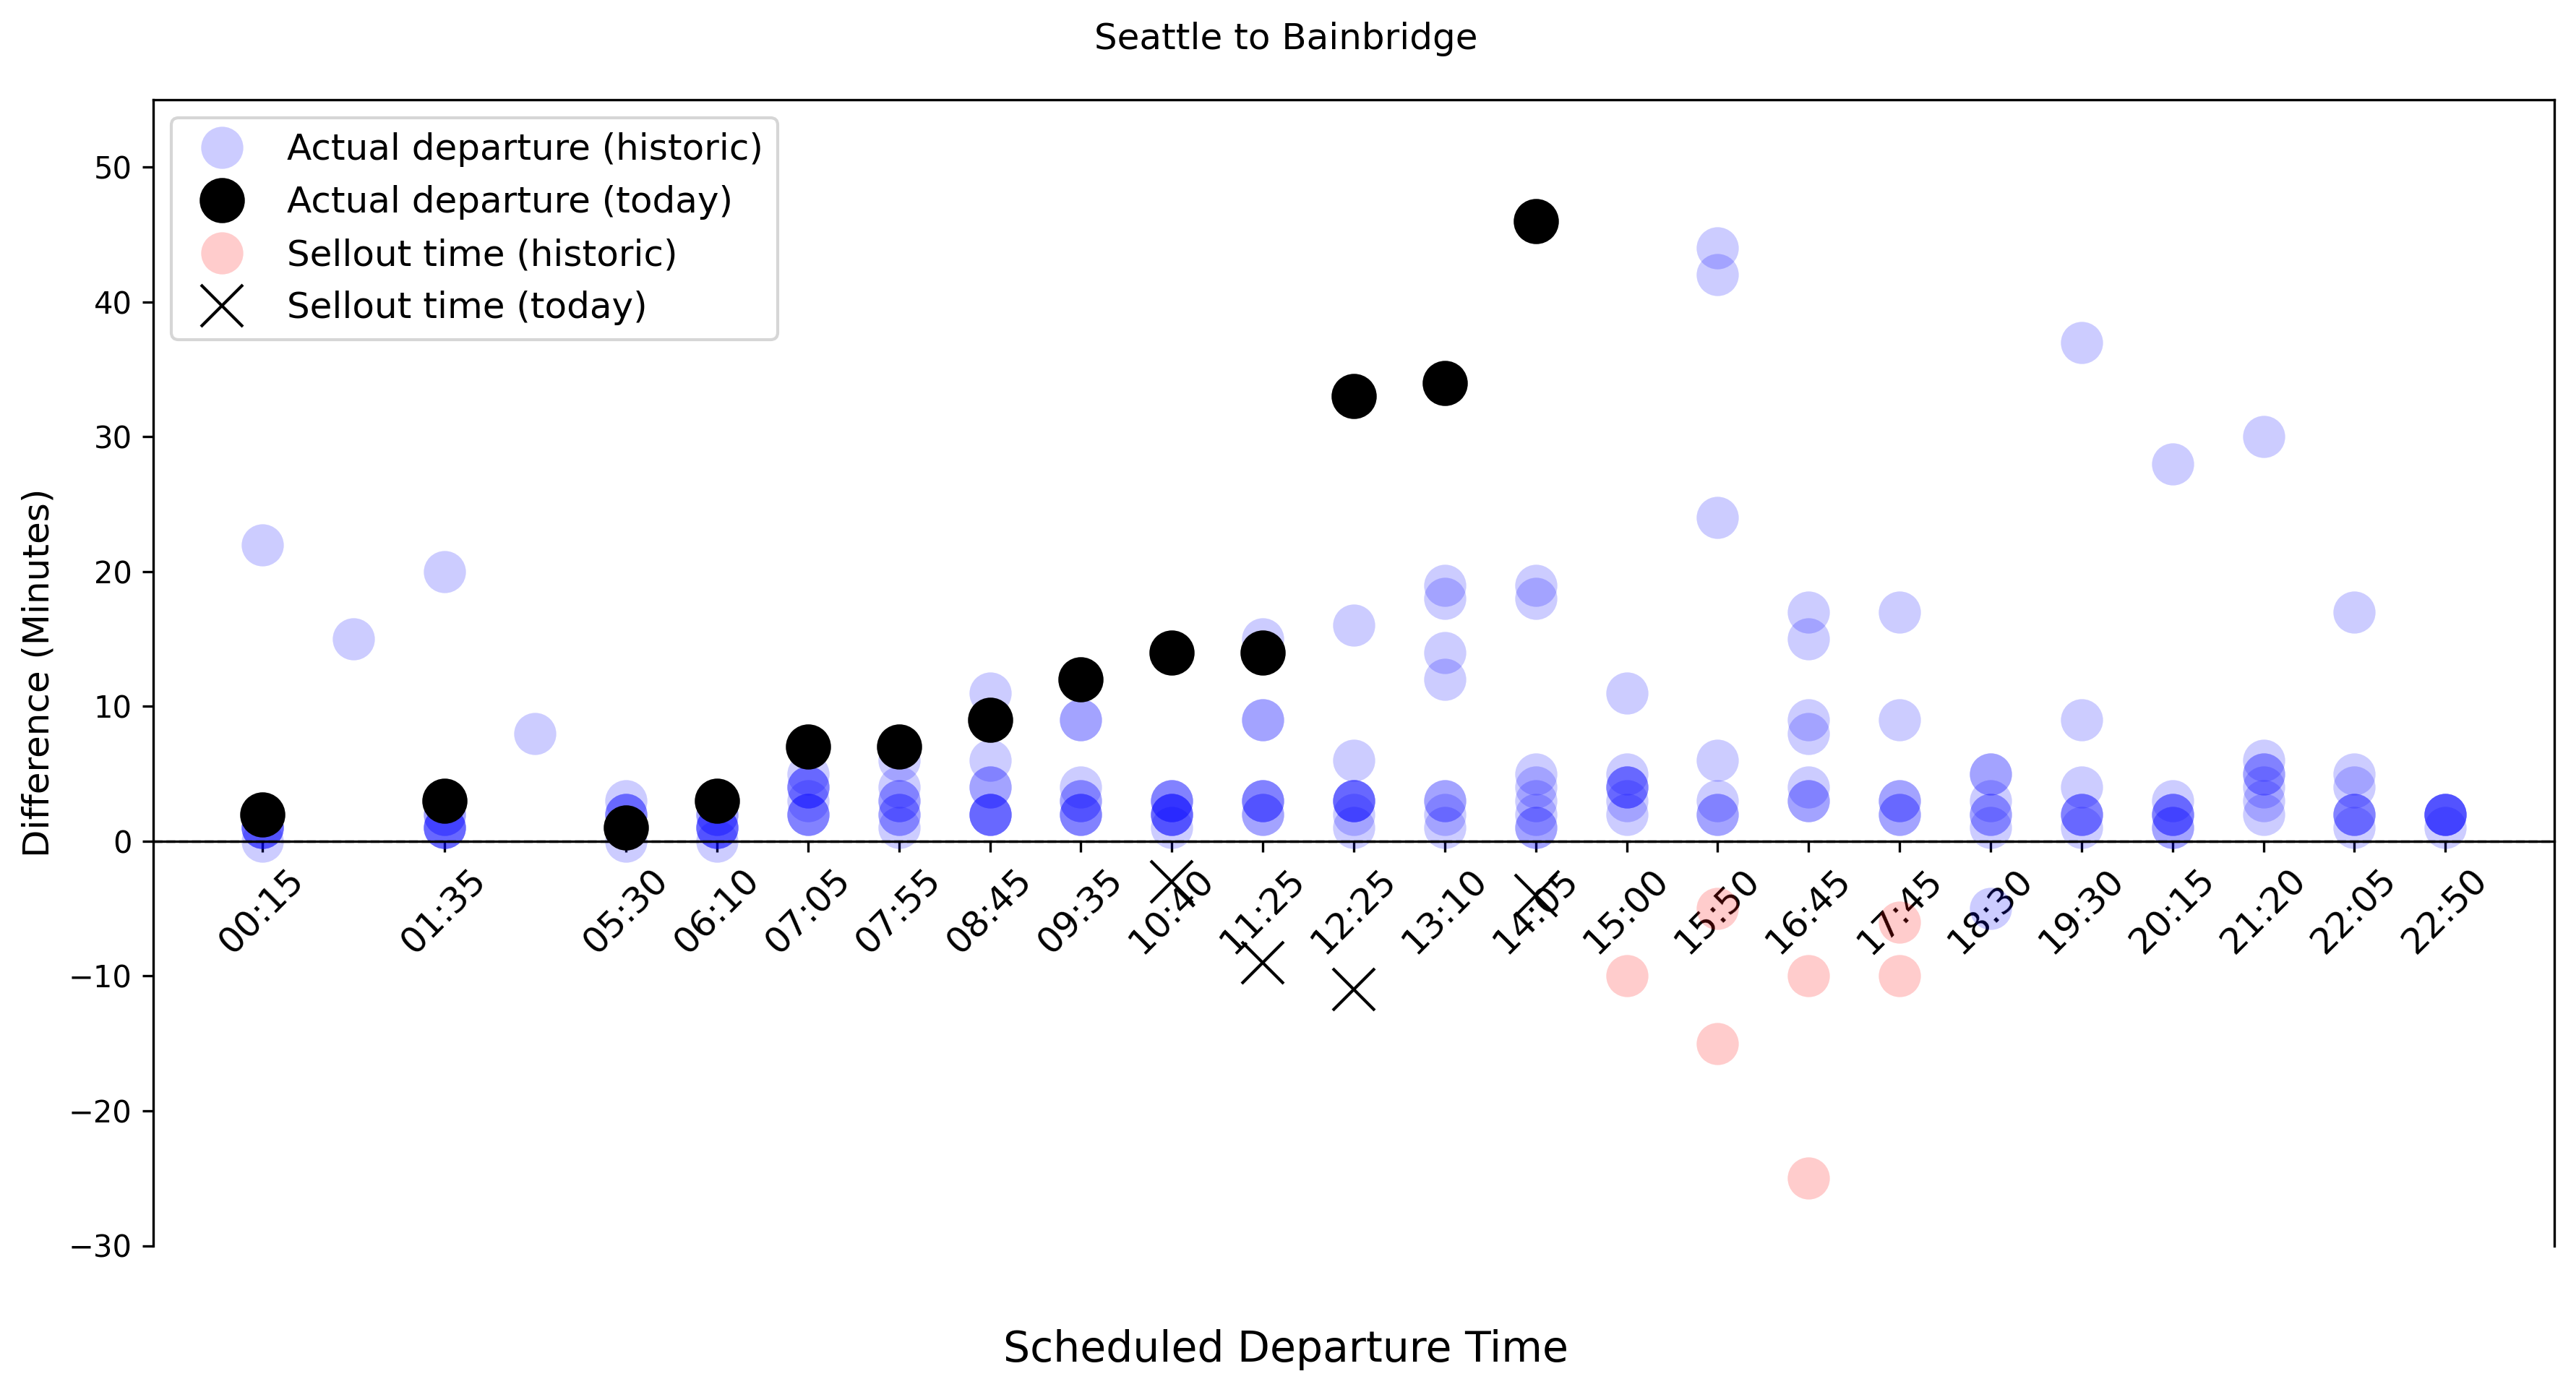 Seattle to Bainbridge
Actual departure (historic)
Actual departure (today)
Sellout time (historic)
Sellout time (today)
Difference (Minutes)
50
40
30
20
10
0
−10
−20
−30
00:15 01:35 05:30 06:10 07:05 07:55 08:45 09:35 10:40 11:25 12:25 13:10 14:05 15:00 15:50 16:45 17:45 18:30 19:30 20:15 21:20 22:05 22:50
Scheduled Departure Time